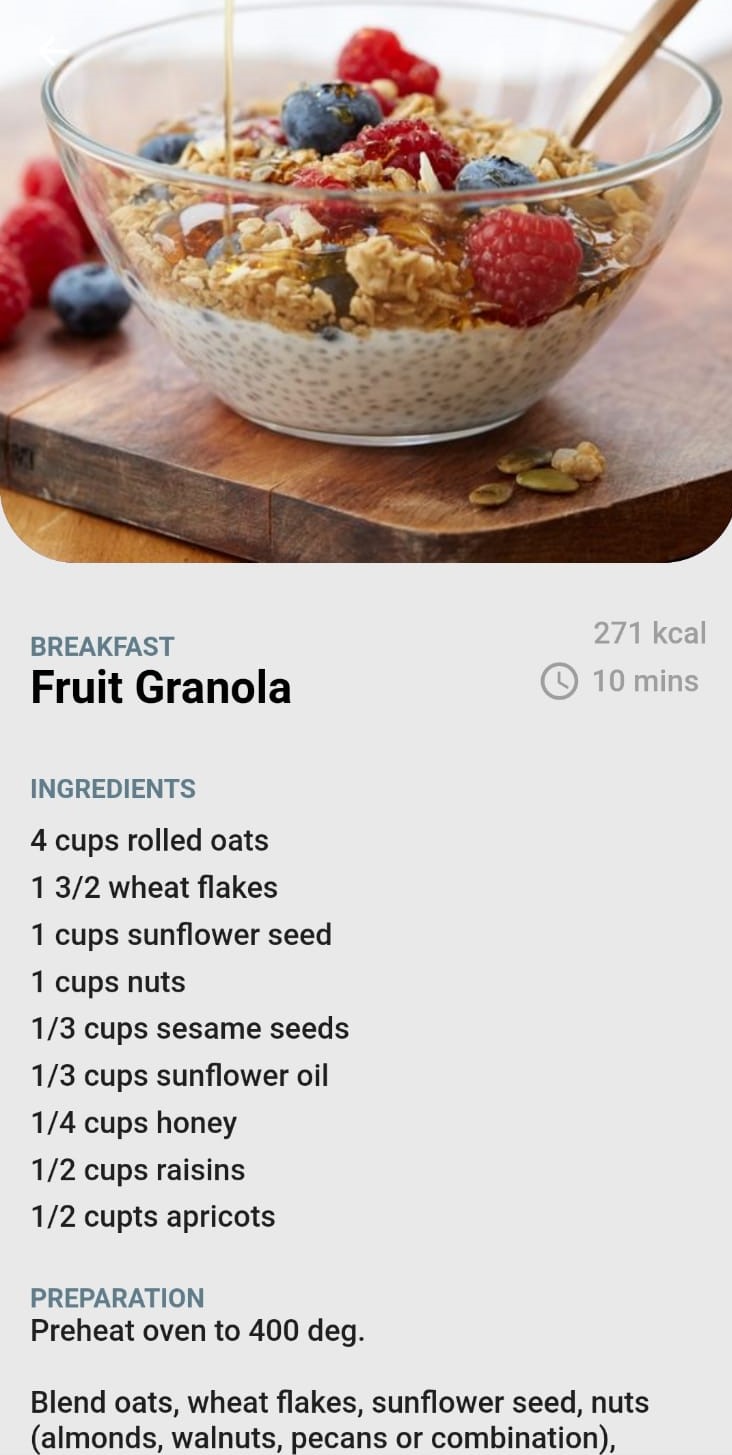 BREAKFAST
Fruit Granola
271 kcal
10 mins
INGREDIENTS
4 cups rolled oats
1 3/2 wheat flakes
1 cups sunflower seed
1 cups nuts
1/3 cups sesame seeds
1/3 cups sunflower oil
1/4 cups honey
1/2 cups raisins
1/2 cupts apricots
PREPARATION
Preheat oven to 400 deg.
Blend oats, wheat flakes, sunflower seed, nuts
(almonds, walnuts, pecans or combination),